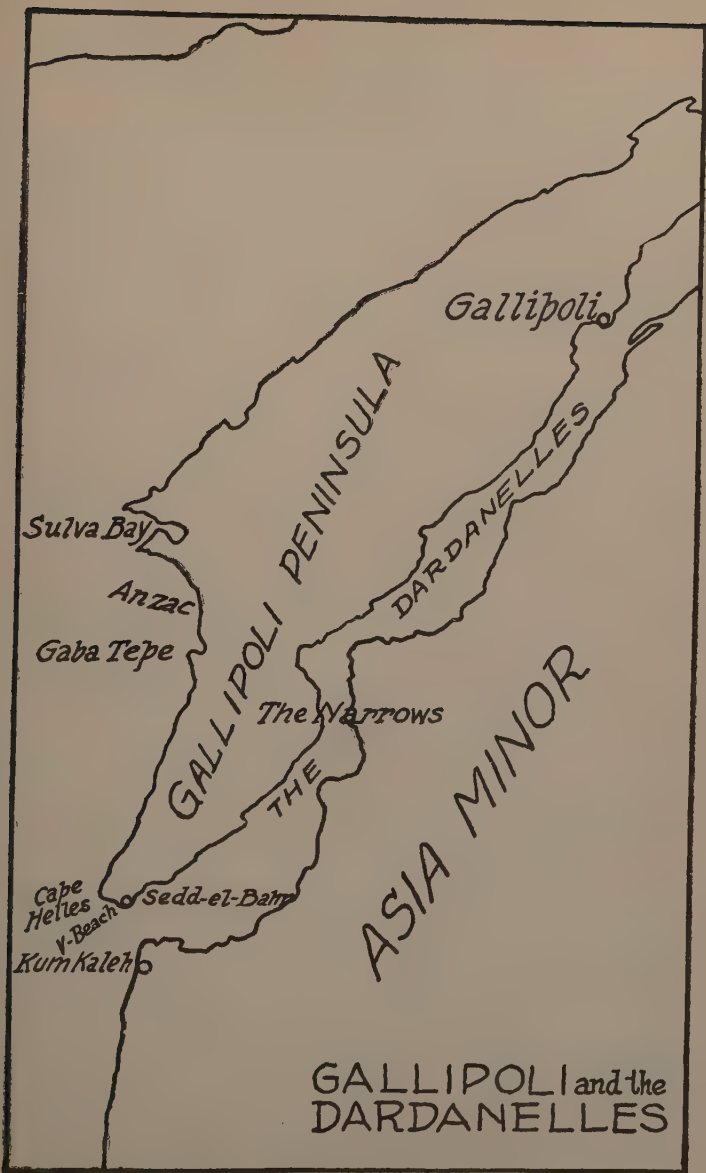 Gallipoli
GALLIPOLI PENINSULA
Sulva Bay
Anzac
Gaba Tepe
THE DARDANELLES
The Narrows
ASIA MINOR
Cape
Helles
V-Beach
Sedd-el-Bahr
Kum Kaleh
GALLIPOLI and the
DARDANELLES